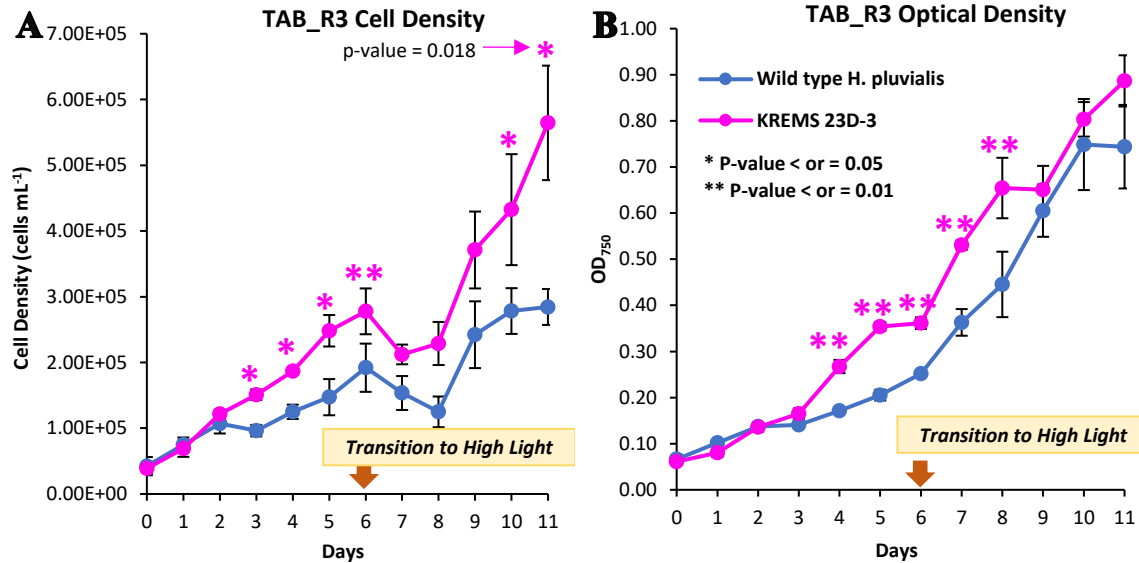 A
TAB_R3 Cell Density
7.00E+05
6.00E+05
5.00E+05
4.00E+05
3.00E+05
2.00E+05
1.00E+05
0.00E+00
Cell Density (cells mL⁻¹)
p-value = 0.018
*
*
*
*
*
**
Transition to High Light
0 1 2 3 4 5 6 7 8 9 10 11
Days
B
TAB_R3 Optical Density
1.00
0.90
0.80
0.70
0.60
0.50
0.40
0.30
0.20
0.10
0.00
OD₇₅₀
Wild type H. pluvialis
KREMS 23D-3
* P-value < or = 0.05
** P-value < or = 0.01
**
**
**
**
**
Transition to High Light
0 1 2 3 4 5 6 7 8 9 10 11
Days